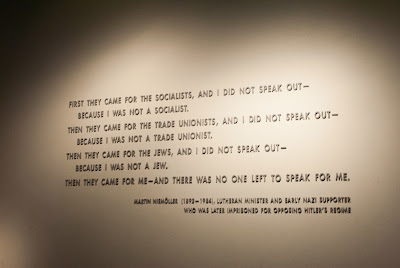 FIRST THEY CAME FOR THE SOCIALISTS, AND I DID NOT SPEAK OUT—
BECAUSE I WAS NOT A SOCIALIST.
THEN THEY CAME FOR THE TRADE UNIONISTS, AND I DID NOT SPEAK OUT—
BECAUSE I WAS NOT A TRADE UNIONIST.
THEN THEY CAME FOR THE JEWS, AND I DID NOT SPEAK OUT—
BECAUSE I WAS NOT A JEW.
THEN THEY CAME FOR ME—AND THERE WAS NO ONE LEFT TO SPEAK FOR ME.
MARTIN NIEMÖLLER (1892–1984), LUTHERAN MINISTER AND EARLY NAZI SUPPORTER
WHO WAS LATER IMPRISONED FOR OPPOSING HITLER'S REGIME